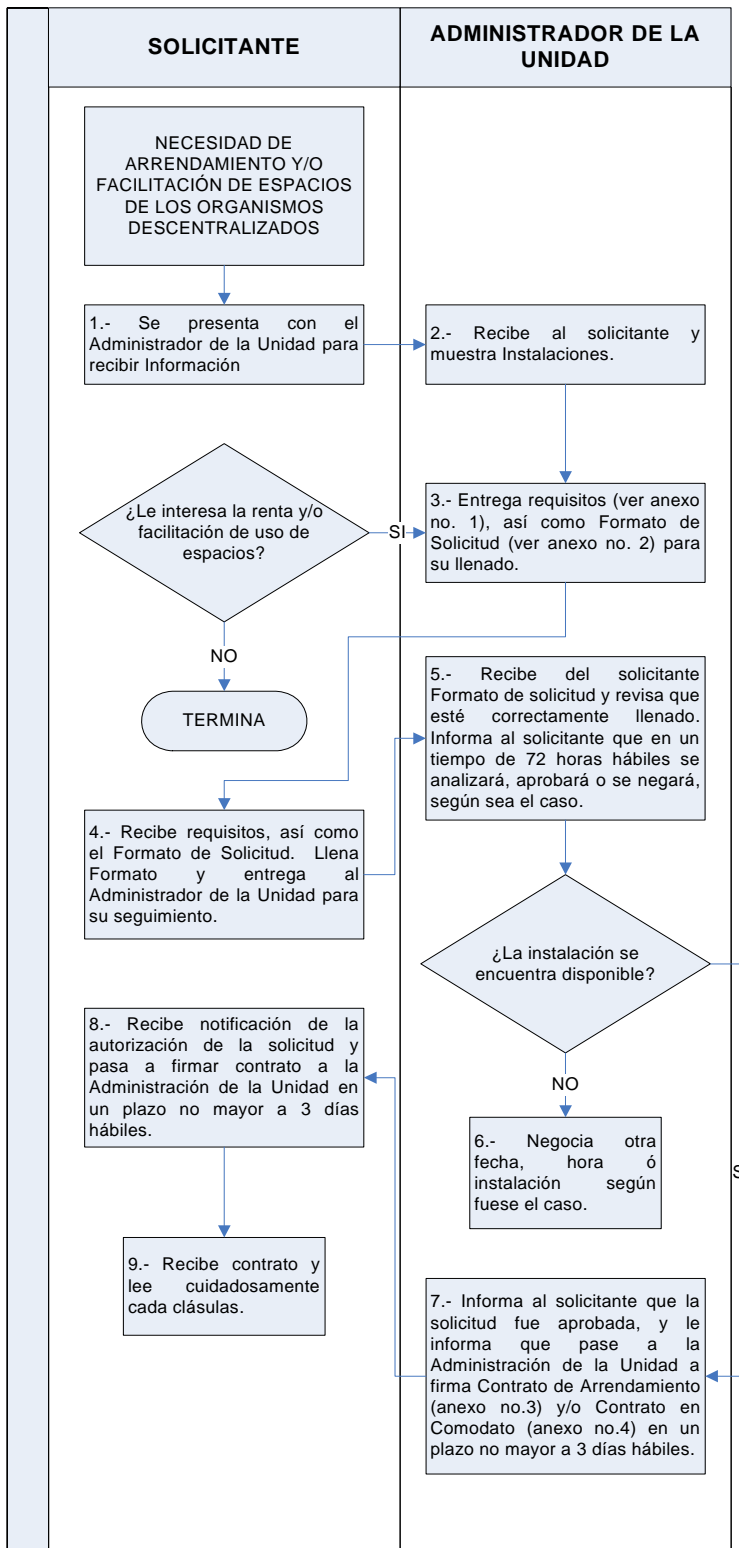 SOLICITANTE
ADMINISTRADOR DE LA
UNIDAD
NECESIDAD DE
ARRENDAMIENTO Y/O
FACILITACIÓN DE ESPACIOS
DE LOS ORGANISMOS
DESCENTRALIZADOS
1.- Se presenta con el
Administrador de la Unidad para
recibir Información
2.- Recibe al solicitante y
muestra Instalaciones.
¿Le interesa la renta y/o
facilitación de uso de
espacios?
SI
3.- Entrega requisitos (ver anexo
no. 1), así como Formato de
Solicitud (ver anexo no. 2) para
su llenado.
NO
TERMINA
5.- Recibe del solicitante
Formato de solicitud y revisa que
esté correctamente llenado.
Informa al solicitante que en un
tiempo de 72 horas hábiles se
analizará, aprobará o se negará,
según sea el caso.
4.- Recibe requisitos, así como
el Formato de Solicitud. Llena
Formato y entrega al
Administrador de la Unidad para
su seguimiento.
¿La instalación se
encuentra disponible?
NO
8.- Recibe notificación de la
autorización de la solicitud y
pasa a firmar contrato a la
Administración de la Unidad en
un plazo no mayor a 3 días
hábiles.
6.- Negocia otra
fecha, hora ó
instalación según
fuese el caso.
S
9.- Recibe contrato y
lee cuidadosamente
cada clásulas.
7.- Informa al solicitante que la
solicitud fue aprobada, y le
informa que pase a la
Administración de la Unidad a
firma Contrato de Arrendamiento
(anexo no.3) y/o Contrato en
Comodato (anexo no.4) en un
plazo no mayor a 3 días hábiles.